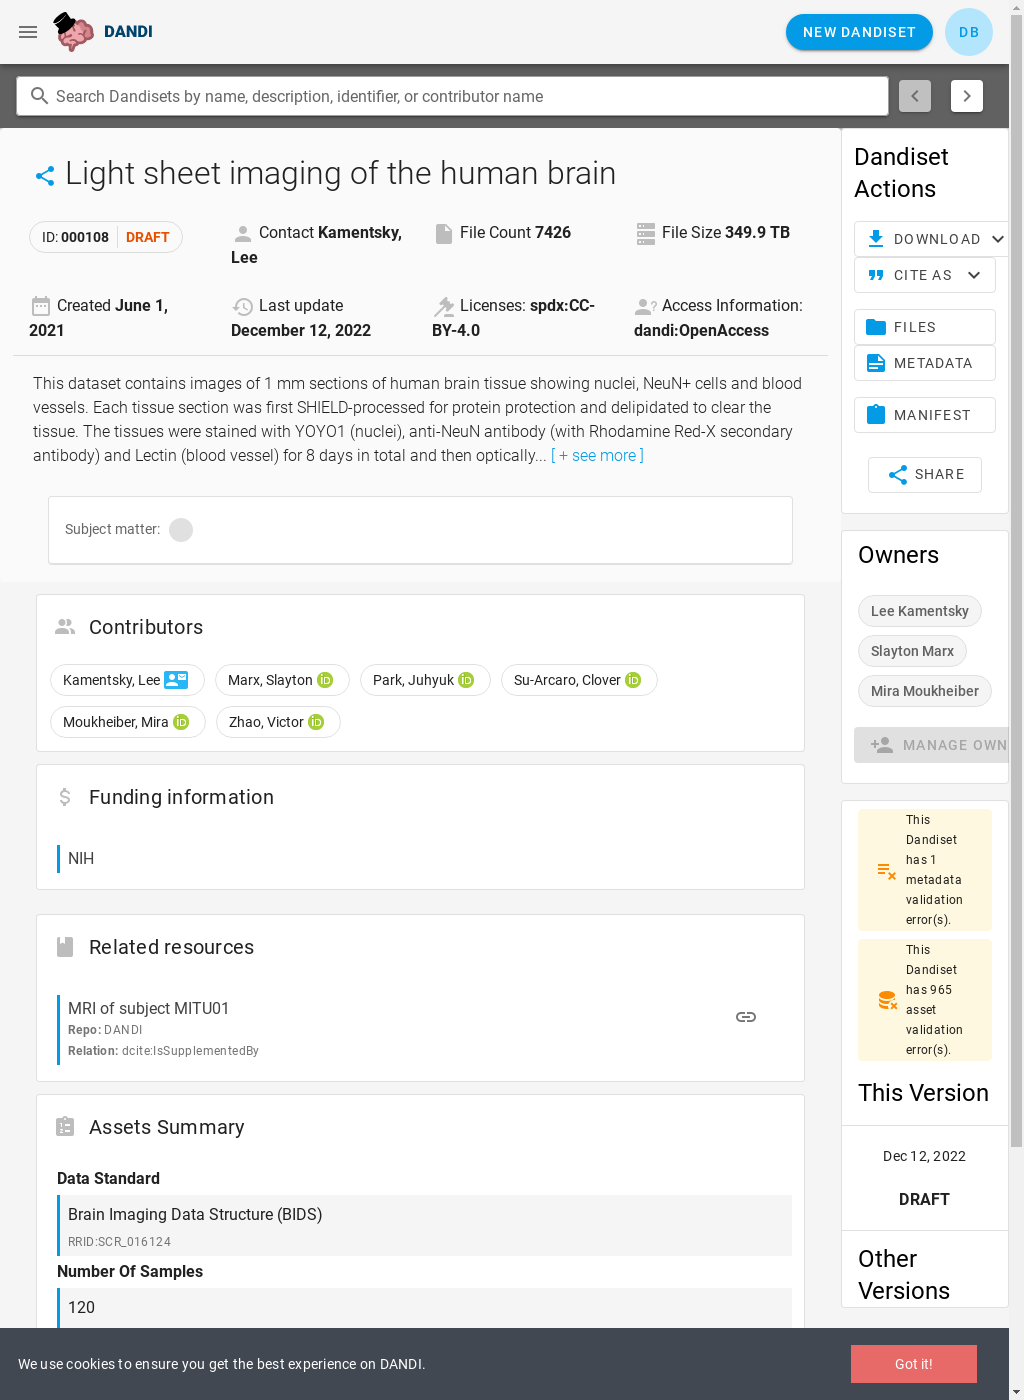 DANDI
NEW DANDISET
DB
Search Dandisets by name, description, identifier, or contributor name
Light sheet imaging of the human brain
ID: 000108 DRAFT
Contact Kamentsky, Lee
File Count 7426
File Size 349.9 TB
Created June 1, 2021
Last update December 12, 2022
Licenses: spdx:CC-BY-4.0
Access Information: dandi:OpenAccess
This dataset contains images of 1 mm sections of human brain tissue showing nuclei, NeuN+ cells and blood
vessels. Each tissue section was first SHIELD-processed for protein protection and delipidated to clear the
tissue. The tissues were stained with YOYO1 (nuclei), anti-NeuN antibody (with Rhodamine Red-X secondary
antibody) and Lectin (blood vessel) for 8 days in total and then optically... [ + see more ]
Subject matter:
Contributors
Kamentsky, Lee
Marx, Slayton
Park, Juhyuk
Su-Arcaro, Clover
Moukheiber, Mira
Zhao, Victor
Funding information
NIH
Related resources
MRI of subject MITU01
Repo: DANDI
Relation: dcite:IsSupplementedBy
Assets Summary
Data Standard
Brain Imaging Data Structure (BIDS)
RRID:SCR_016124
Number Of Samples
120
Dandiset
Actions
DOWNLOAD
CITE AS
FILES
METADATA
MANIFEST
SHARE
Owners
Lee Kamentsky
Slayton Marx
Mira Moukheiber
MANAGE OWN
This
Dandiset
has 1
metadata
validation
error(s).
This
Dandiset
has 965
asset
validation
error(s).
This Version
Dec 12, 2022
DRAFT
Other
Versions
We use cookies to ensure you get the best experience on DANDI.
Got it!